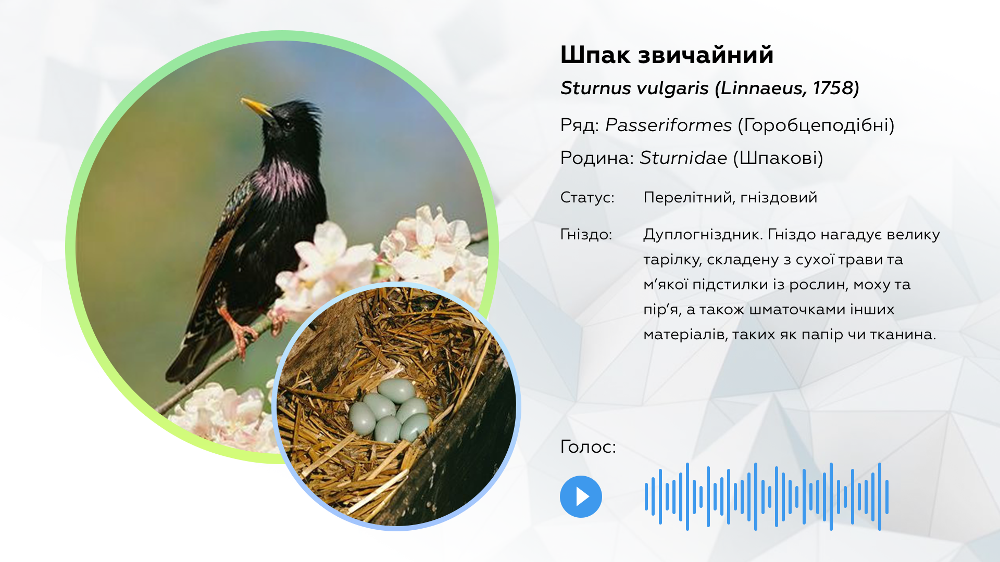 Шпак звичайний
Sturnus vulgaris (Linnaeus, 1758)
Ряд: Passeriformes (Горобцеподібні)
Родина: Sturnidae (Шпакові)
Статус: Перелітний, гніздовий
Гніздо: Дуплогніздник. Гніздо нагадує велику
тарілку, складену з сухої трави та
м’якої підстилки із рослин, моху та
пір’я, а також шматочками інших
матеріалів, таких як папір чи тканина.
Голос: